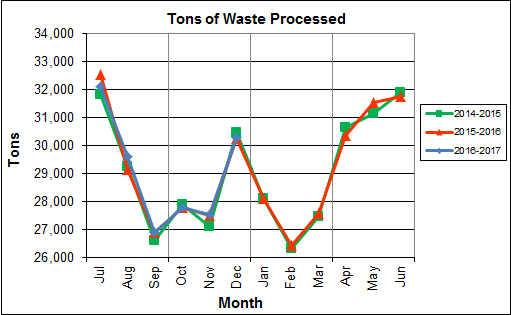 Tons of Waste Processed
34,000
33,000
32,000
31,000
30,000
29,000
28,000
27,000
26,000
Tons
Jul
Aug
Sep
Oct
Nov
Dec
Jan
Feb
Mar
Apr
May
Jun
Month
2014-2015
2015-2016
2016-2017